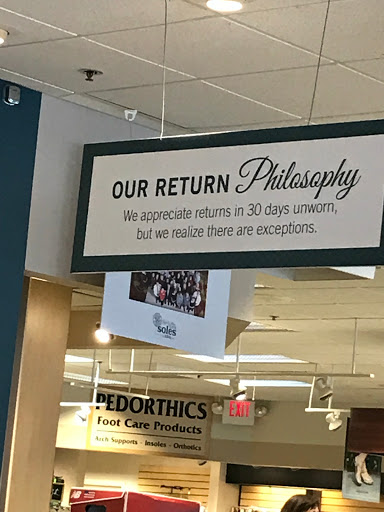 OUR RETURN Philosophy
We appreciate returns in 30 days unworn,
but we realize there are exceptions.
soles
PEDORTHICS
Foot Care Products
Arch Supports - Insoles - Orthotics
EXIT